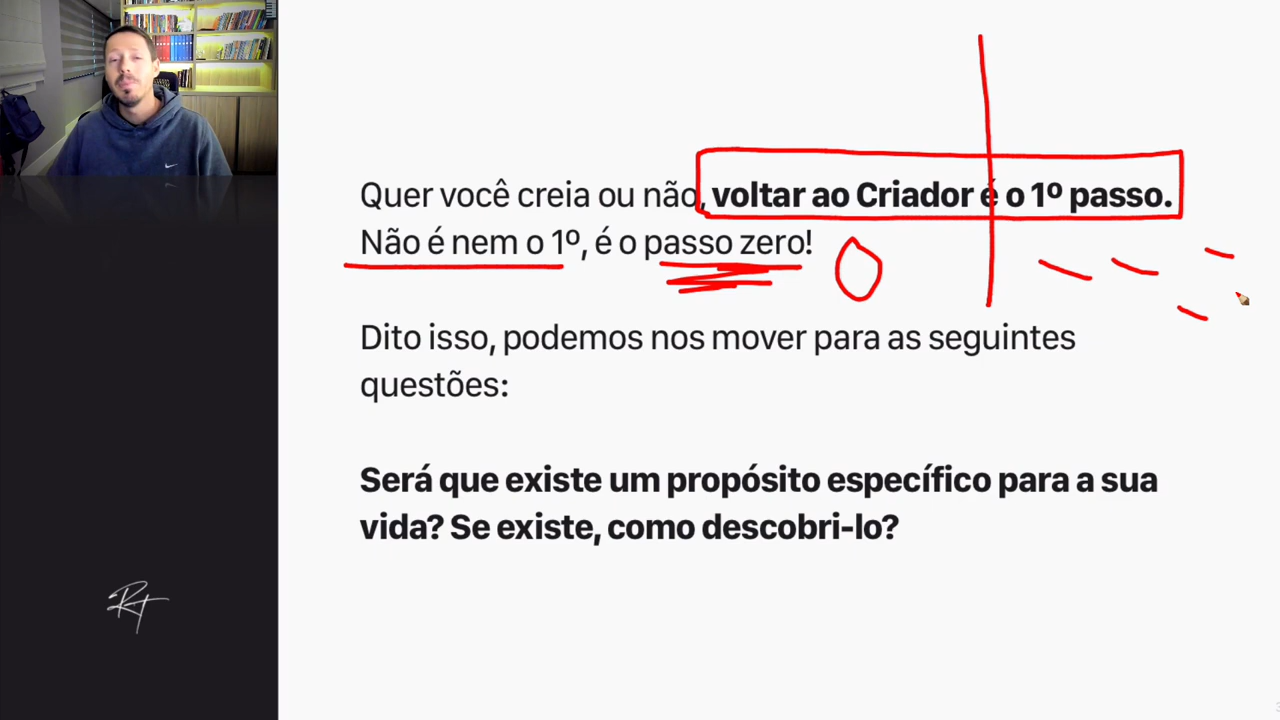 Quer você creia ou não, voltar ao Criador é o 1º passo.
Não é nem o 1º, é o passo zero!
Dito isso, podemos nos mover para as seguintes
questões:
Será que existe um propósito específico para a sua
vida? Se existe, como descobri-lo?
RT